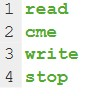 1 read
2 cme
3 write
4 stop